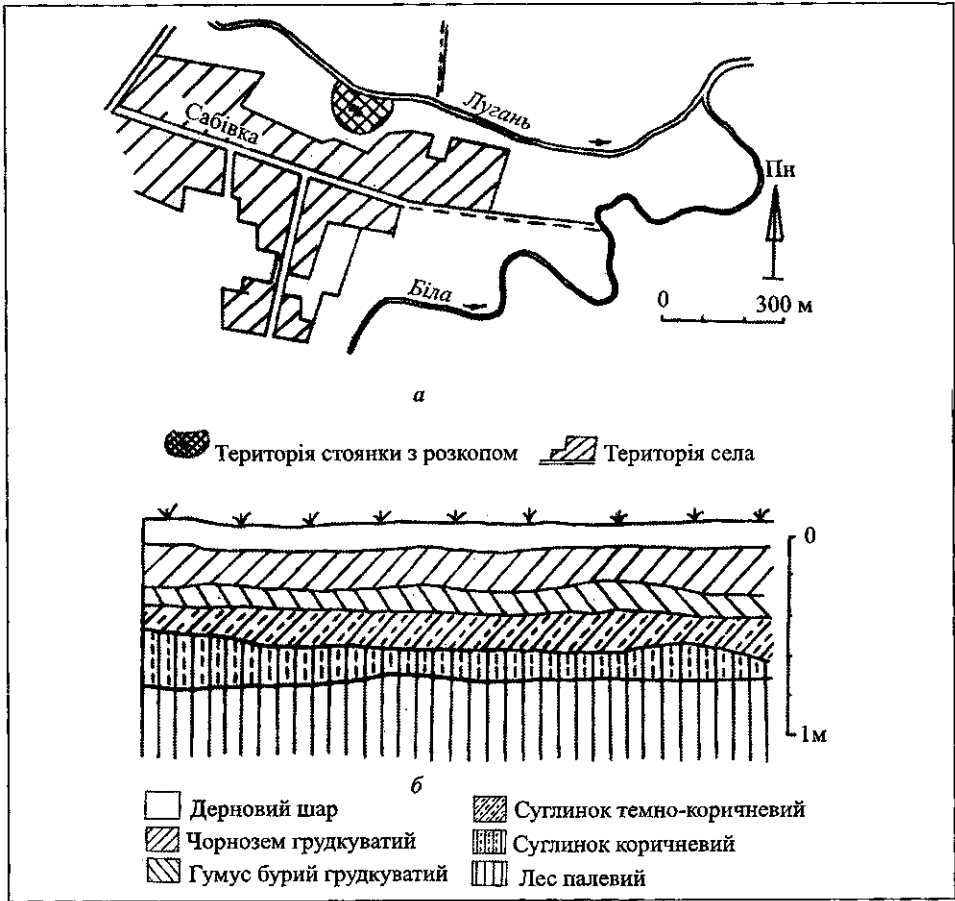 Сабівка
Лугань
Пн
Біла
0 300 м
а
Територія стоянки з розкопом Територія села
0
1м
б
Дерновий шар Суглинок темно-коричневий
Чорнозем грудкуватий Суглинок коричневий
Гумус бурий грудкуватий Лес палевий